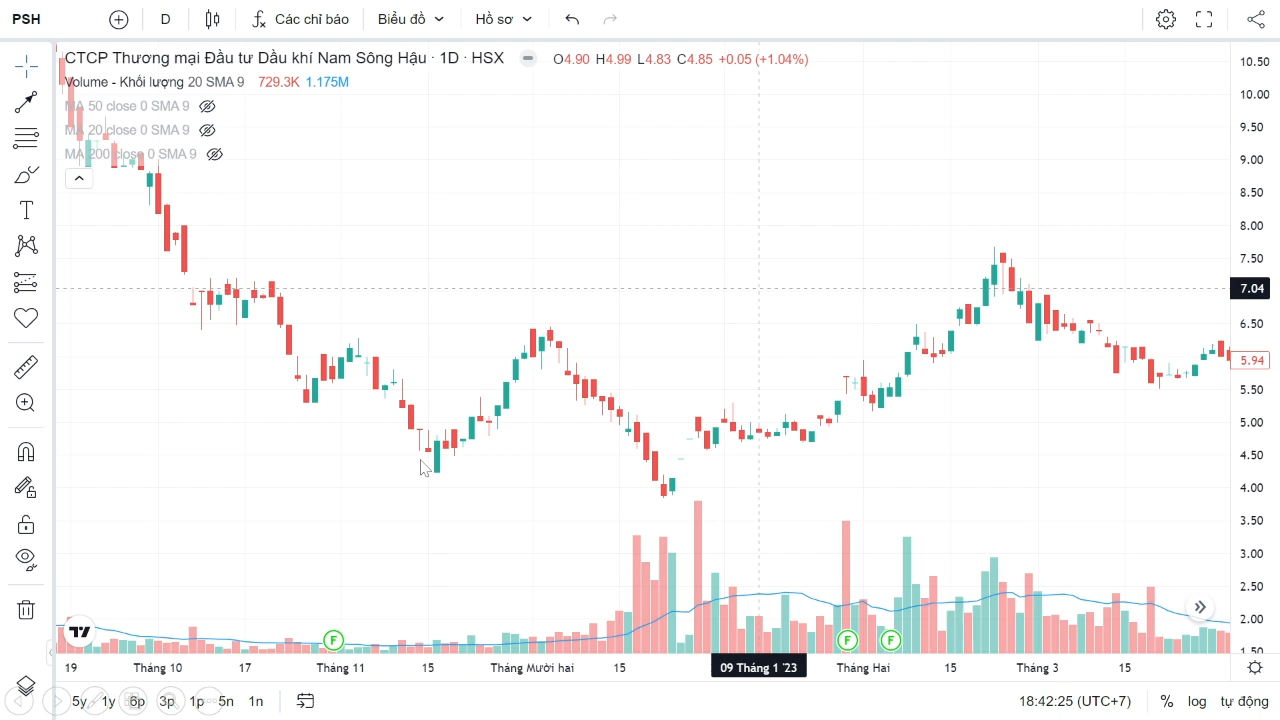 PSH
D
Các chỉ báo
Biểu đồ
Hồ sơ
CTCP Thương mại Đầu tư Dầu khí Nam Sông Hậu · 1D · HSX
O4.90 H4.99 L4.83 C4.85 +0.05 (+1.04%)
Volume - Khối lượng 20 SMA 9 729.3K 1.175M
MA 50 close 0 SMA 9
MA 20 close 0 SMA 9
MA 200 close 0 SMA 9
10.50
10.00
9.50
9.00
8.50
8.00
7.50
7.04
6.50
5.94
5.50
5.00
4.50
4.00
3.50
3.00
2.50
2.00
1.50
F
F
F
19
Tháng 10
17
Tháng 11
15
Tháng Mười hai
15
09 Tháng 1 '23
Tháng Hai
15
Tháng 3
15
5y
1y
6p
3p
1p
5n
1n
18:42:25 (UTC+7)
%
log
tự động